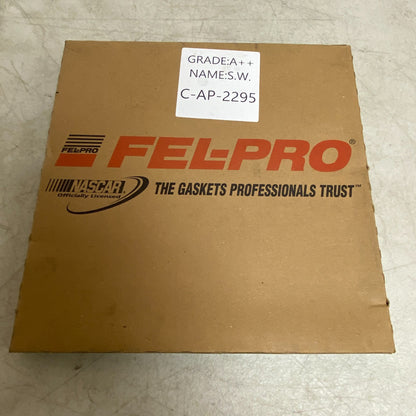 GRADE:A++
NAME:S.W.
C-AP-2295
FEL-PRO
FEL-PRO®
NASCAR
Officially Licensed
THE GASKETS PROFESSIONALS TRUST™